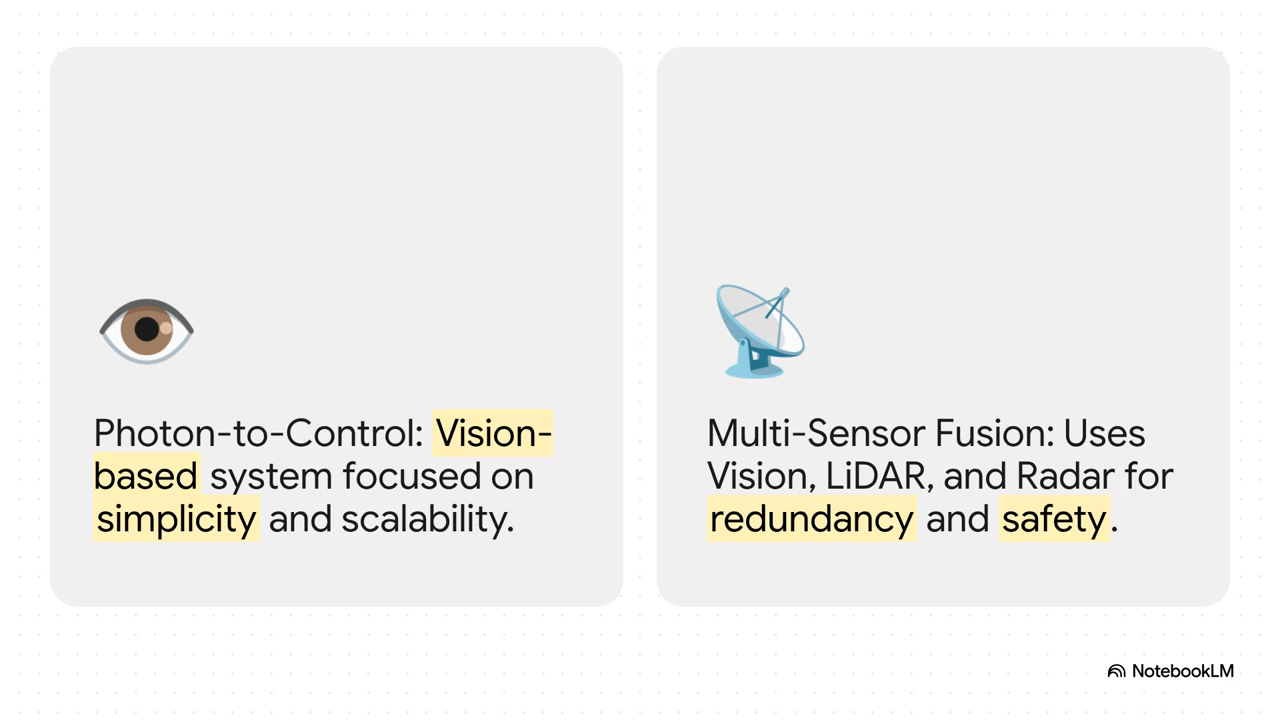 Photon-to-Control: Vision-
based system focused on
simplicity and scalability.
Multi-Sensor Fusion: Uses
Vision, LiDAR, and Radar for
redundancy and safety.
NotebookLM